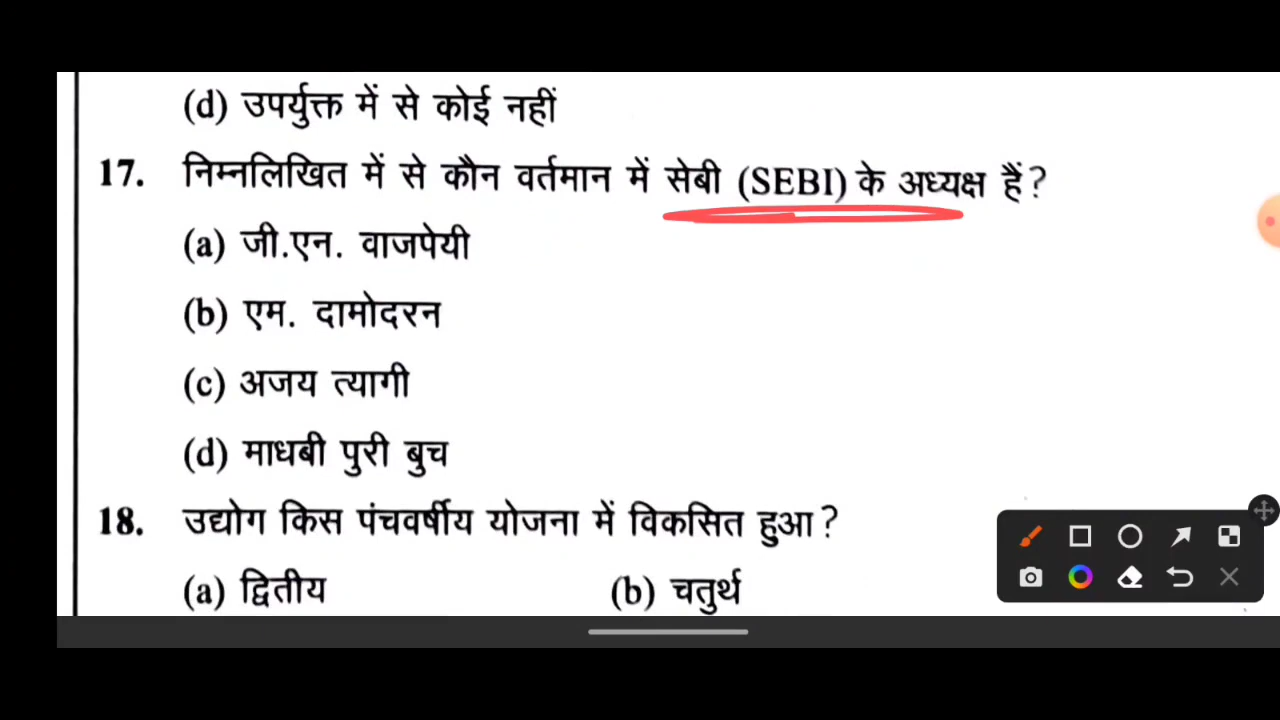 (d) उपर्युक्त में से कोई नहीं
17. निम्नलिखित में से कौन वर्तमान में सेबी (SEBI) के अध्यक्ष हैं?
(a) जी.एन. वाजपेयी
(b) एम. दामोदरन
(c) अजय त्यागी
(d) माधबी पुरी बुच
18. उद्योग किस पंचवर्षीय योजना में विकसित हुआ?
(a) द्वितीय (b) चतुर्थ